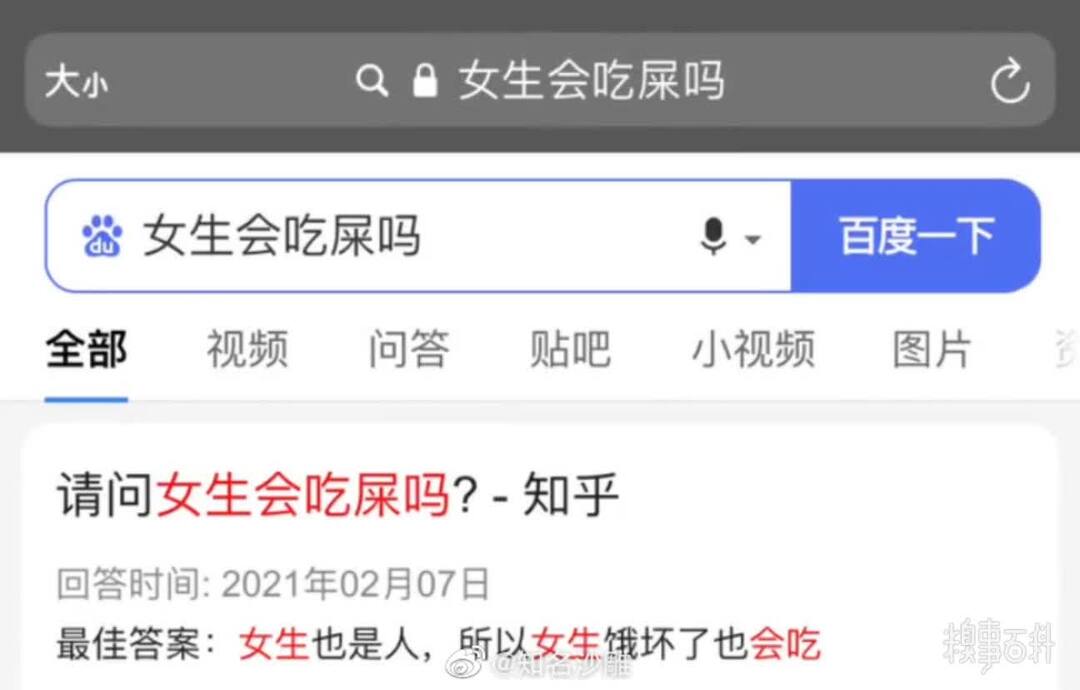 大小 女生会吃屎吗
du 女生会吃屎吗 百度一下
全部 视频 问答 贴吧 小视频 图片
请问女生会吃屎吗? - 知乎
回答时间: 2021年02月07日
最佳答案: 女生也是人，所以女生饿坏了也会吃
@知名沙雕
糗事百科